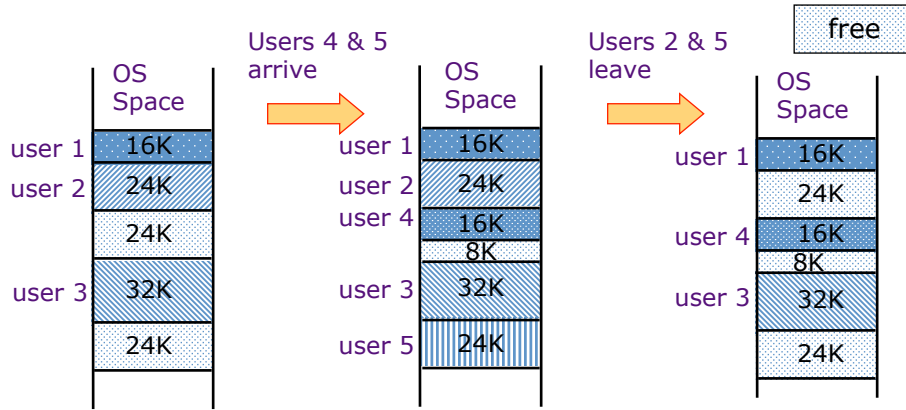 Users 4 & 5
arrive
Users 2 & 5
leave
free
OS
Space
user 1
16K
user 2
24K
24K
user 3
32K
24K
OS
Space
user 1
16K
user 2
24K
user 4
16K
8K
user 3
32K
user 5
24K
OS
Space
user 1
16K
24K
user 4
16K
8K
user 3
32K
24K